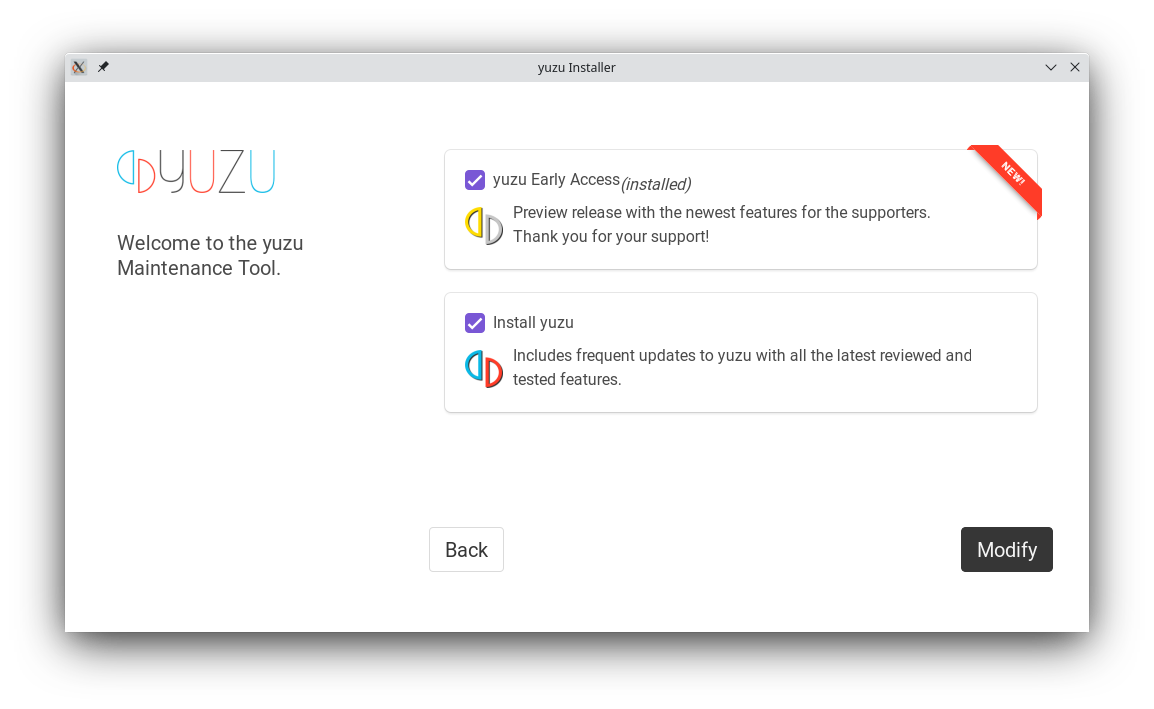 yuzu Installer
YUZU
Welcome to the yuzu
Maintenance Tool.
yuzu Early Access(installed)
NEW!
Preview release with the newest features for the supporters.
Thank you for your support!
Install yuzu
Includes frequent updates to yuzu with all the latest reviewed and
tested features.
Back
Modify